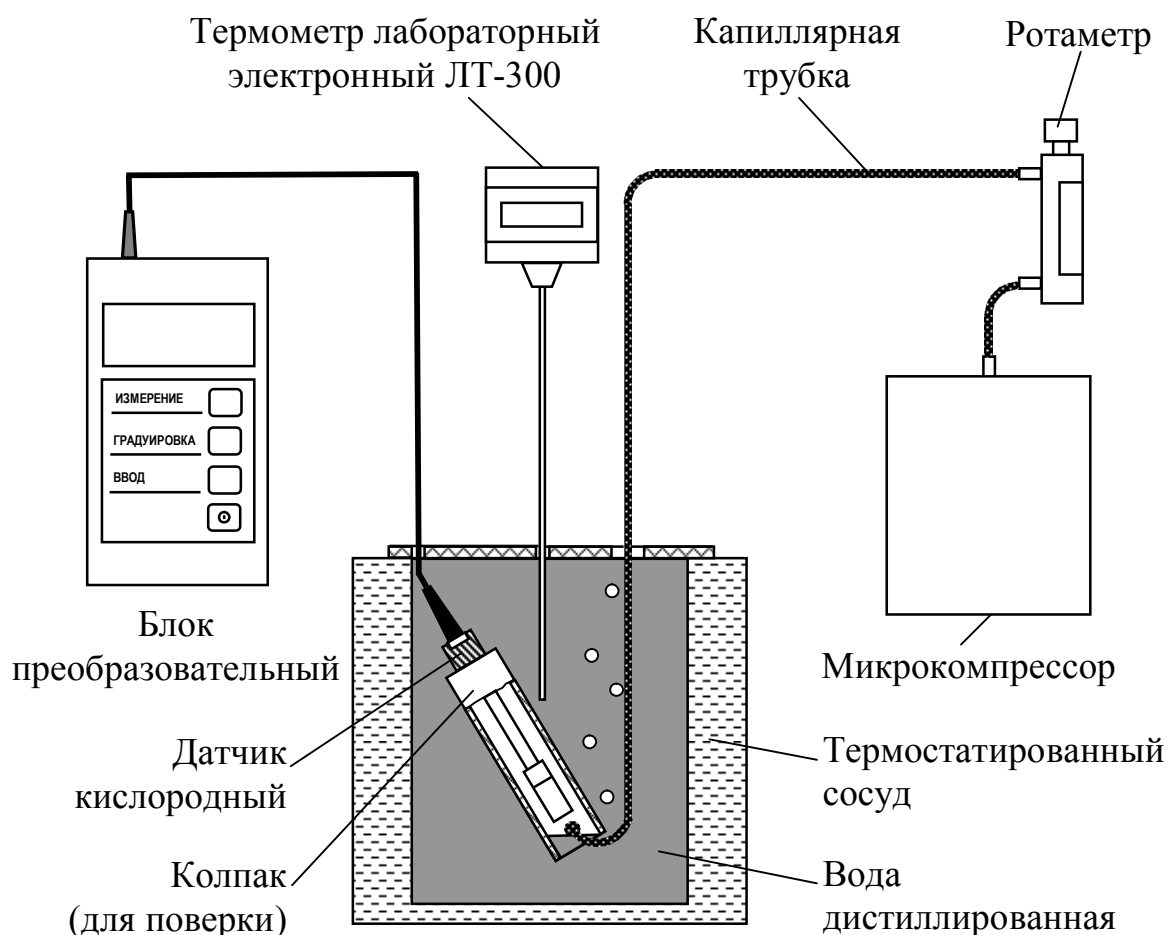 Термометр лабораторный
электронный ЛТ-300
Капиллярная
трубка
Ротаметр
ИЗМЕРЕНИЕ
ГРАДУИРОВКА
ВВОД
Блок
преобразовательный
Микрокомпрессор
Датчик
кислородный
Термостатированный
сосуд
Колпак
(для поверки)
Вода
дистиллированная